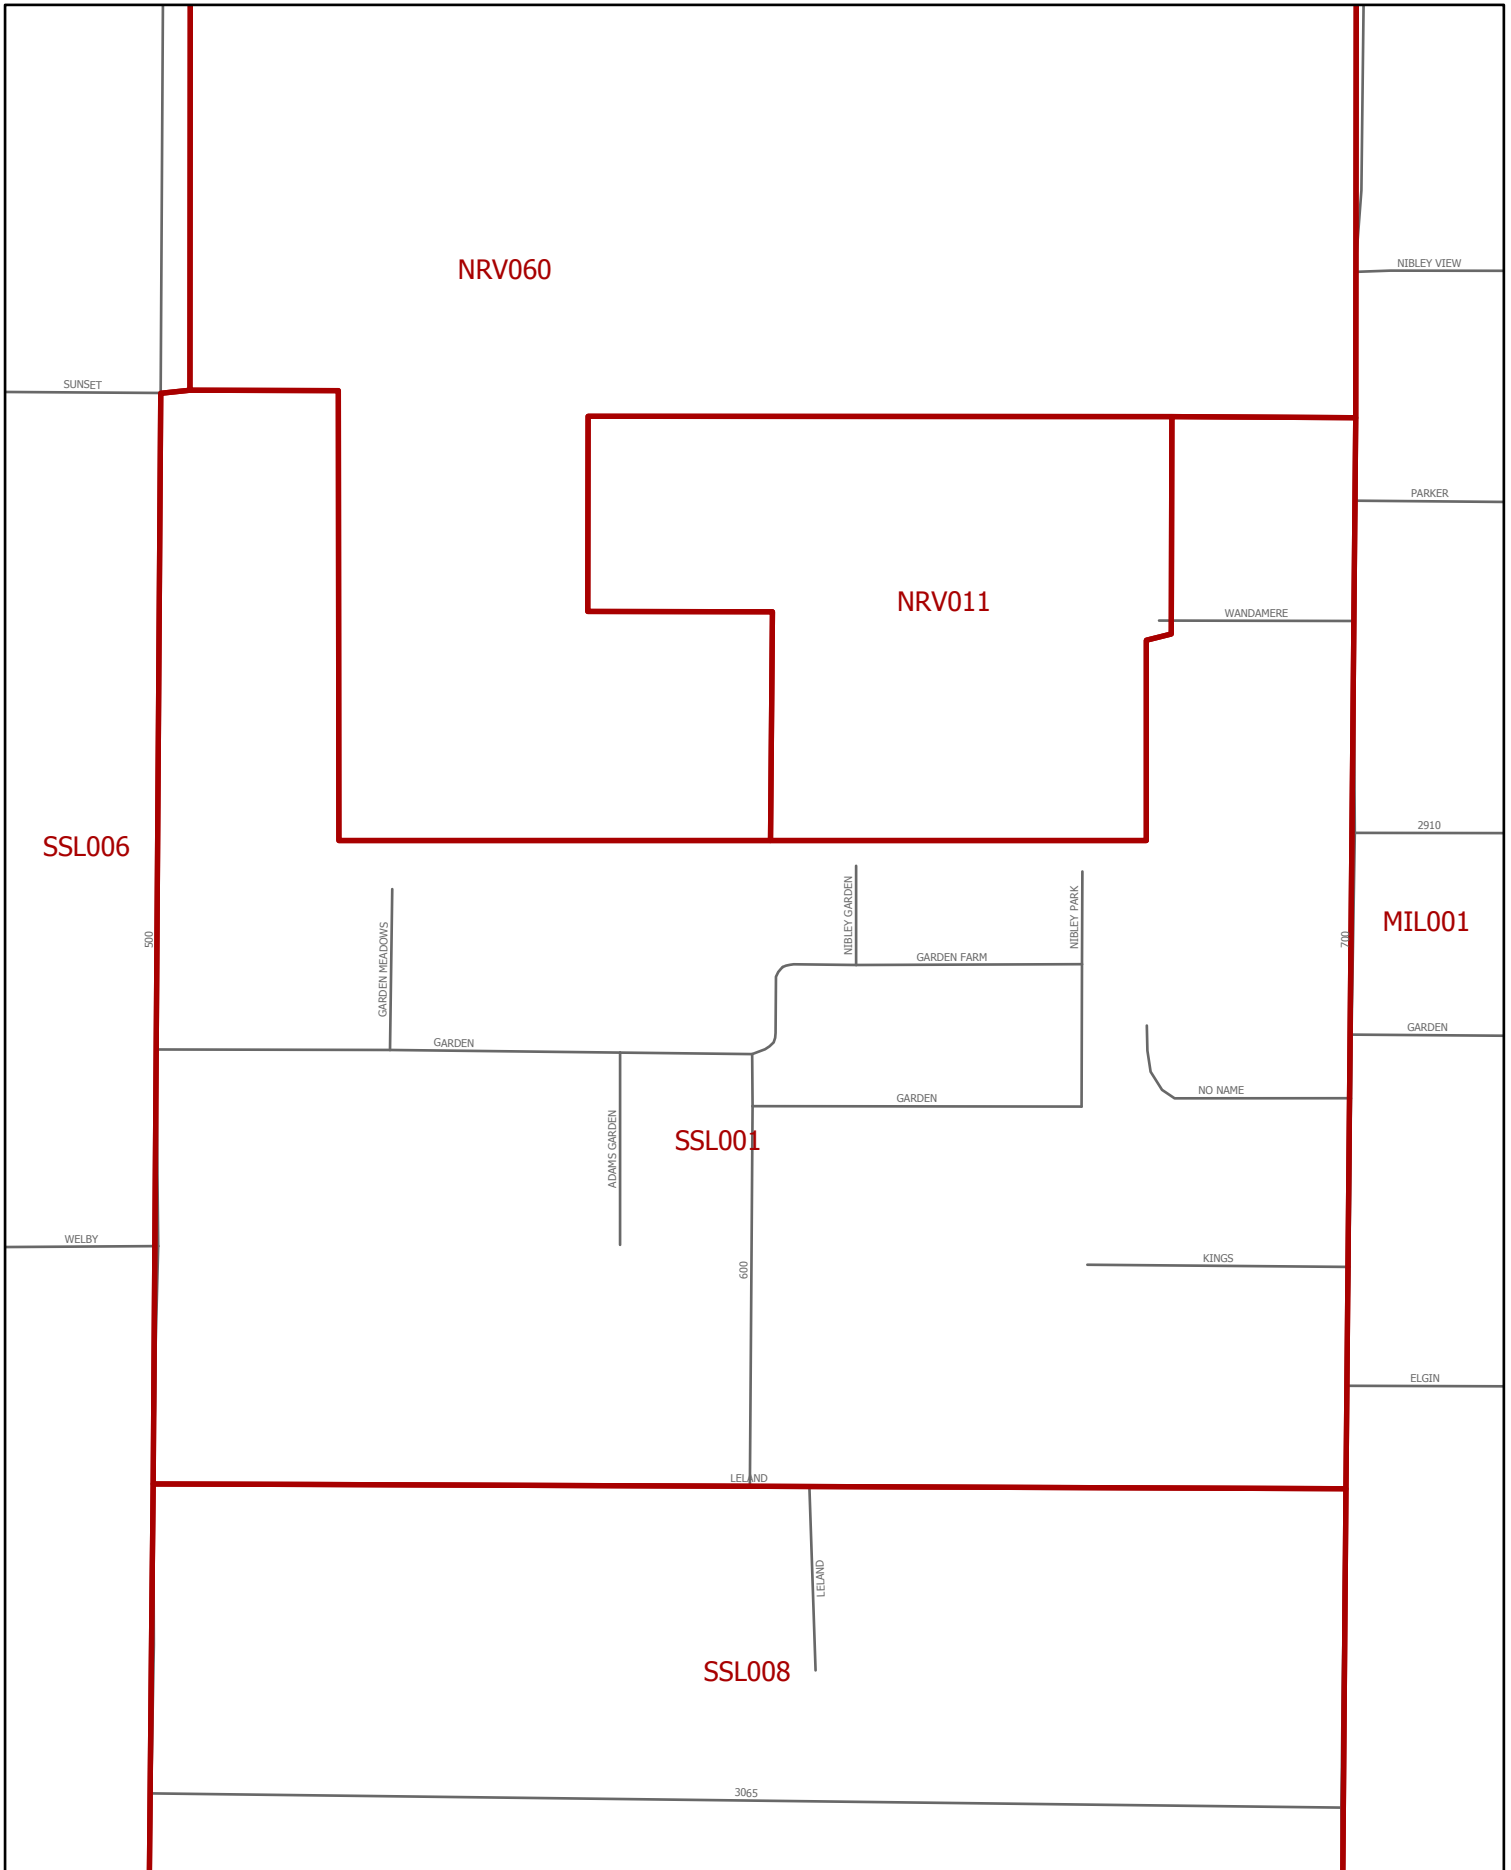 NIBLEY VIEW
NRV060
SUNSET
PARKER
NRV011
WANDAMERE
2910
SSL006
NIBLEY GARDEN
NIBLEY PARK
MIL001
500
GARDEN MEADOWS
700
GARDEN FARM
GARDEN
GARDEN
NO NAME
GARDEN
SSL001
ADAMS GARDEN
WELBY
600
KINGS
ELGIN
LELAND
LELAND
SSL008
3065